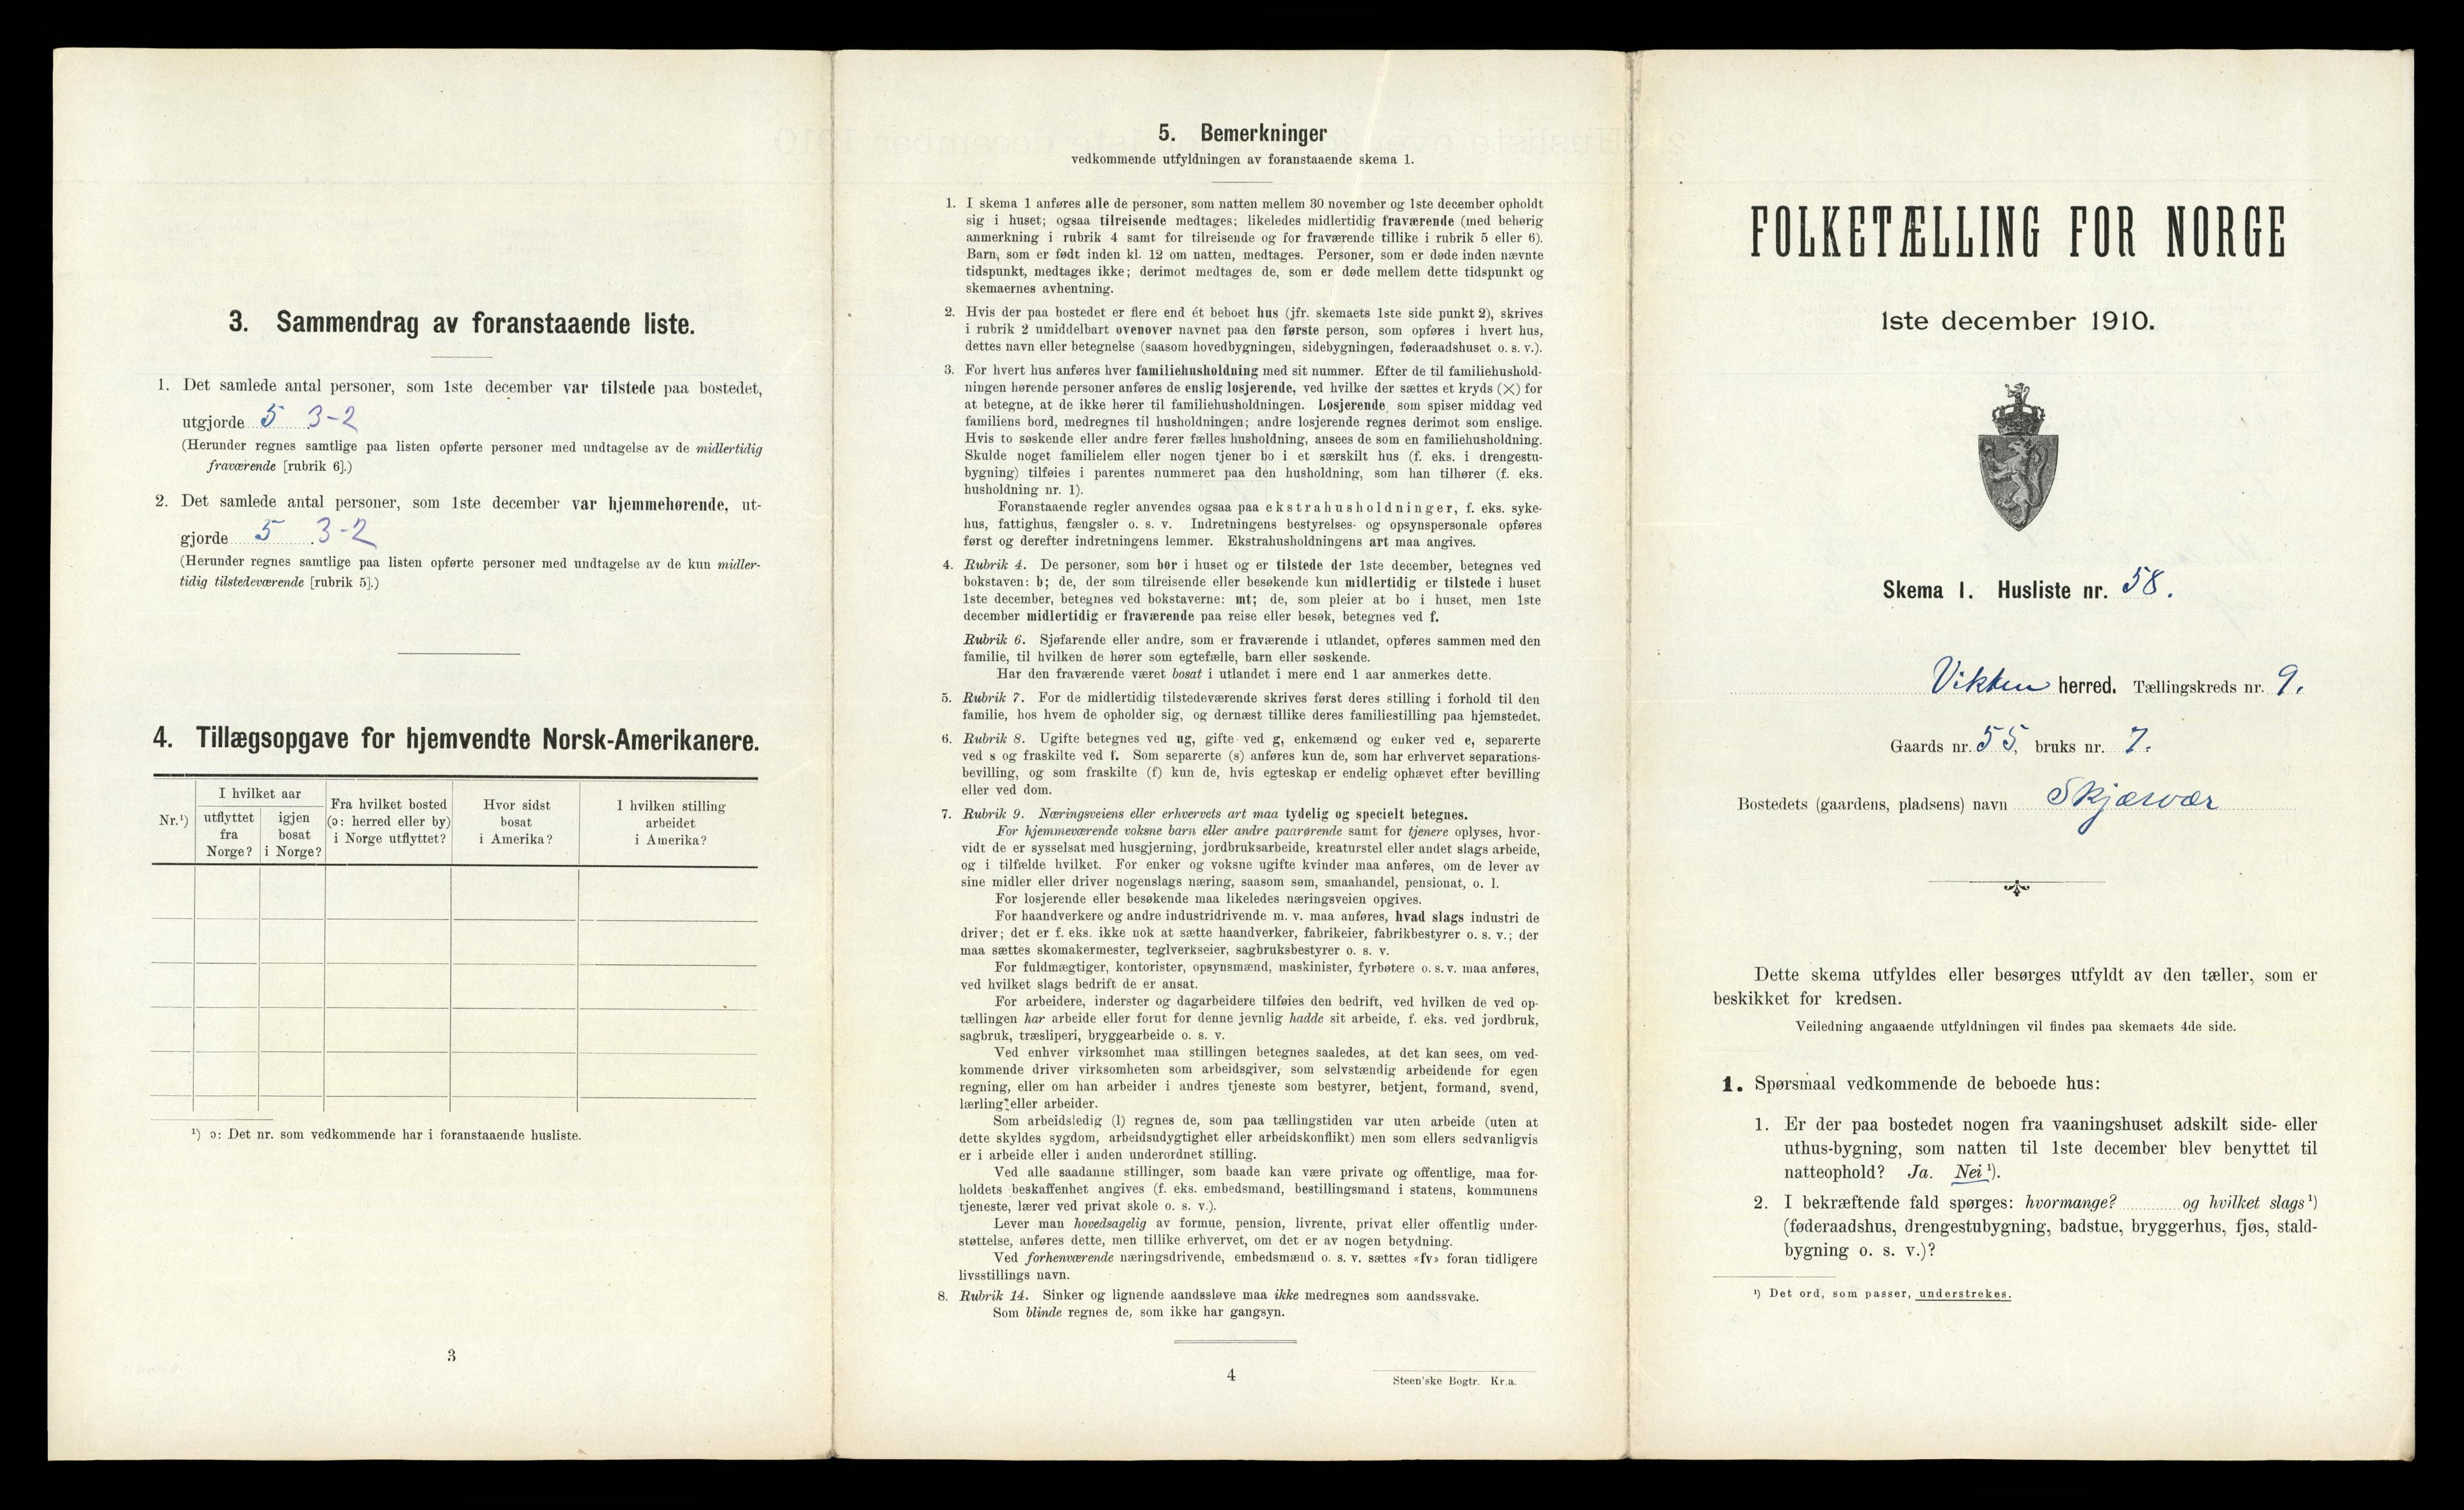 3. Sammendrag av foranstaaende liste.
1. Det samlede antal personer, som 1ste december var tilstede paa bostedet,
utgjorde 5 3-2
(Herunder regnes samtlige paa listen opførte personer med undtagelse av de midlertidig
fraværende [rubrik 6].)
2. Det samlede antal personer, som 1ste december var hjemmehørende, ut-
gjorde 5 3-2
(Herunder regnes samtlige paa listen opførte personer med undtagelse av de kun midler-
tidig tilstedeværende [rubrik 5].)
4. Tillægsopgave for hjemvendte Norsk-Amerikanere.
Nr.¹)
I hvilket aar
utflyttet
fra
Norge?
igjen
bosat
i Norge?
Fra hvilket bosted
(ɔ: herred eller by)
i Norge utflyttet?
Hvor sidst
bosat
i Amerika?
I hvilken stilling
arbeidet
i Amerika?
¹) ɔ: Det nr. som vedkommende har i foranstaaende husliste.
3
5. Bemerkninger
vedkommende utfyldningen av foranstaaende skema 1.
1. I skema 1 anføres alle de personer, som natten mellem 30 november og 1ste december opholdt
sig i huset; ogsaa tilreisende medtages; likeledes midlertidig fraværende (med behørig
anmerkning i rubrik 4 samt for tilreisende og for fraværende tillike i rubrik 5 eller 6).
Barn, som er født inden kl. 12 om natten, medtages. Personer, som er døde inden nævnte
tidspunkt, medtages ikke; derimot medtages de, som er døde mellem dette tidspunkt og
skemaernes avhentning.
2. Hvis der paa bostedet er flere end ét beboet hus (jfr. skemaets 1ste side punkt 2), skrives
i rubrik 2 umiddelbart ovenover navnet paa den første person, som opføres i hvert hus,
dettes navn eller betegnelse (saasom hovedbygningen, sidebygningen, føderaadshuset o. s. v.).
3. For hvert hus anføres hver familiehusholdning med sit nummer. Efter de til familiehushold-
ningen hørende personer anføres de enslig losjerende, ved hvilke der sættes et kryds (×) for
at betegne, at de ikke hører til familiehusholdningen. Losjerende som spiser middag ved
familiens bord, medregnes til husholdningen; andre losjerende regnes derimot som enslige.
Hvis to søskende eller andre fører fælles husholdning, ansees de som en familiehusholdning.
Skulde noget familielem eller nogen tjener bo i et særskilt hus (f. eks. i drengestu-
bygning) tilføies i parentes nummeret paa den husholdning, som han tilhører (f. eks.
husholdning nr. 1).
Foranstaaende regler anvendes ogsaa paa ekstrahusholdninger, f. eks. syke-
hus, fattighus, fængsler o. s. v. Indretningens bestyrelses- og opsynspersonale opføres
først og derefter indretningens lemmer. Ekstrahusholdningens art maa angives.
4. Rubrik 4. De personer, som bor i huset og er tilstede der 1ste december, betegnes ved
bokstaven: b; de, der som tilreisende eller besøkende kun midlertidig er tilstede i huset
1ste december, betegnes ved bokstaverne: mt; de, som pleier at bo i huset, men 1ste
december midlertidig er fraværende paa reise eller besøk, betegnes ved f.
Rubrik 6. Sjøfarende eller andre, som er fraværende i utlandet, opføres sammen med den
familie, til hvilken de hører som egtefælle, barn eller søskende.
Har den fraværende været bosat i utlandet i mere end 1 aar anmerkes dette.
5. Rubrik 7. For de midlertidig tilstedeværende skrives først deres stilling i forhold til den
familie, hos hvem de opholder sig, og dernæst tillike deres familiestilling paa hjemstedet.
6. Rubrik 8. Ugifte betegnes ved ug, gifte ved g, enkemænd og enker ved e, separerte
ved s og fraskilte ved f. Som separerte (s) anføres kun de, som har erhvervet separations-
bevilling, og som fraskilte (f) kun de, hvis egteskap er endelig ophævet efter bevilling
eller ved dom.
7. Rubrik 9. Næringsveiens eller erhvervets art maa tydelig og specielt betegnes.
For hjemmeværende voksne barn eller andre paarørende samt for tjenere oplyses, hvor-
vidt de er sysselsat med husgjerning, jordbruksarbeide, kreaturstel eller andet slags arbeide,
og i tilfælde hvilket. For enker og voksne ugifte kvinder maa anføres, om de lever av
sine midler eller driver nogenslags næring, saasom søm, smaahandel, pensionat, o. l.
For losjerende eller besøkende maa likeledes næringsveien opgives.
For haandverkere og andre industridrivende m. v. maa anføres, hvad slags industri de
driver; det er f. eks. ikke nok at sætte haandverker, fabrikeier, fabrikbestyrer o. s. v.; der
maa sættes skomakermester, teglverkseier, sagbruksbestyrer o. s. v.
For fuldmægtiger, kontorister, opsynsmænd, maskinister, fyrbøtere o. s. v. maa anføres,
ved hvilket slags bedrift de er ansat.
For arbeidere, inderster og dagarbeidere tilføies den bedrift, ved hvilken de ved op-
tællingen har arbeide eller forut for denne jevnlig hadde sit arbeide, f. eks. ved jordbruk,
sagbruk, træsliperi, bryggearbeide o. s. v.
Ved enhver virksomhet maa stillingen betegnes saaledes, at det kan sees, om ved-
kommende driver virksomheten som arbeidsgiver, som selvstændig arbeidende for egen
regning, eller om han arbeider i andres tjeneste som bestyrer, betjent, formand, svend,
lærling eller arbeider.
Som arbeidsledig (l) regnes de, som paa tællingstiden var uten arbeide (uten at
dette skyldes sygdom, arbeidsudygtighet eller arbeidskonflikt) men som ellers sedvanligvis
er i arbeide eller i anden underordnet stilling.
Ved alle saadanne stillinger, som baade kan være private og offentlige, maa for-
holdets beskaffenhet angives (f. eks. embedsmand, bestillingsmand i statens, kommunens
tjeneste, lærer ved privat skole o. s. v.).
Lever man hovedsagelig av formue, pension, livrente, privat eller offentlig under-
støttelse, anføres dette, men tillike erhvervet, om det er av nogen betydning.
Ved forhenværende næringsdrivende, embedsmænd o. s. v. sættes «fv» foran tidligere
livsstillings navn.
8. Rubrik 14. Sinker og lignende aandssløve maa ikke medregnes som aandssvake.
Som blinde regnes de, som ikke har gangsyn.
4
Steen'ske Bogtr. Kr.a.
FOLKETÆLLING FOR NORGE
1ste december 1910.
Skema 1. Husliste nr. 58.
Vikten herred. Tællingskreds nr. 9.
Gaards nr. 55, bruks nr. 7.
Bostedets (gaardens, pladsens) navn Skjærvær
Dette skema utfyldes eller besørges utfyldt av den tæller, som er
beskikket for kredsen.
Veiledning angaaende utfyldningen vil findes paa skemaets 4de side.
1. Spørsmaal vedkommende de beboede hus:
1. Er der paa bostedet nogen fra vaaningshuset adskilt side- eller
uthus-bygning, som natten til 1ste december blev benyttet til
natteophold? Ja. Nei¹).
2. I bekræftende fald spørges: hvormange? og hvilket slags¹)
(føderaadshus, drengestubygning, badstue, bryggerhus, fjøs, stald-
bygning o. s. v.)?
¹) Det ord, som passer, understrekes.